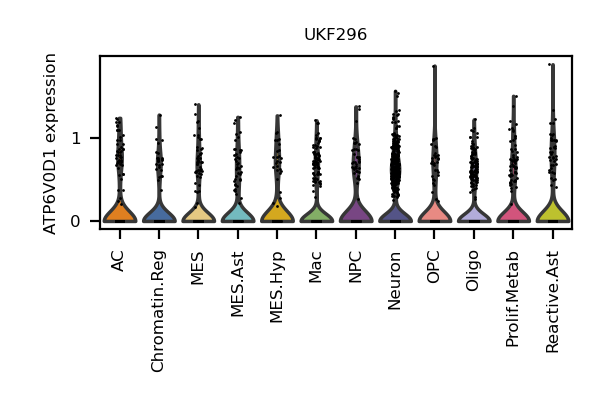 UKF296
ATP6V0D1 expression
1
0
AC
Chromatin.Reg
MES
MES.Ast
MES.Hyp
Mac
NPC
Neuron
OPC
Oligo
Prolif.Metab
Reactive.Ast